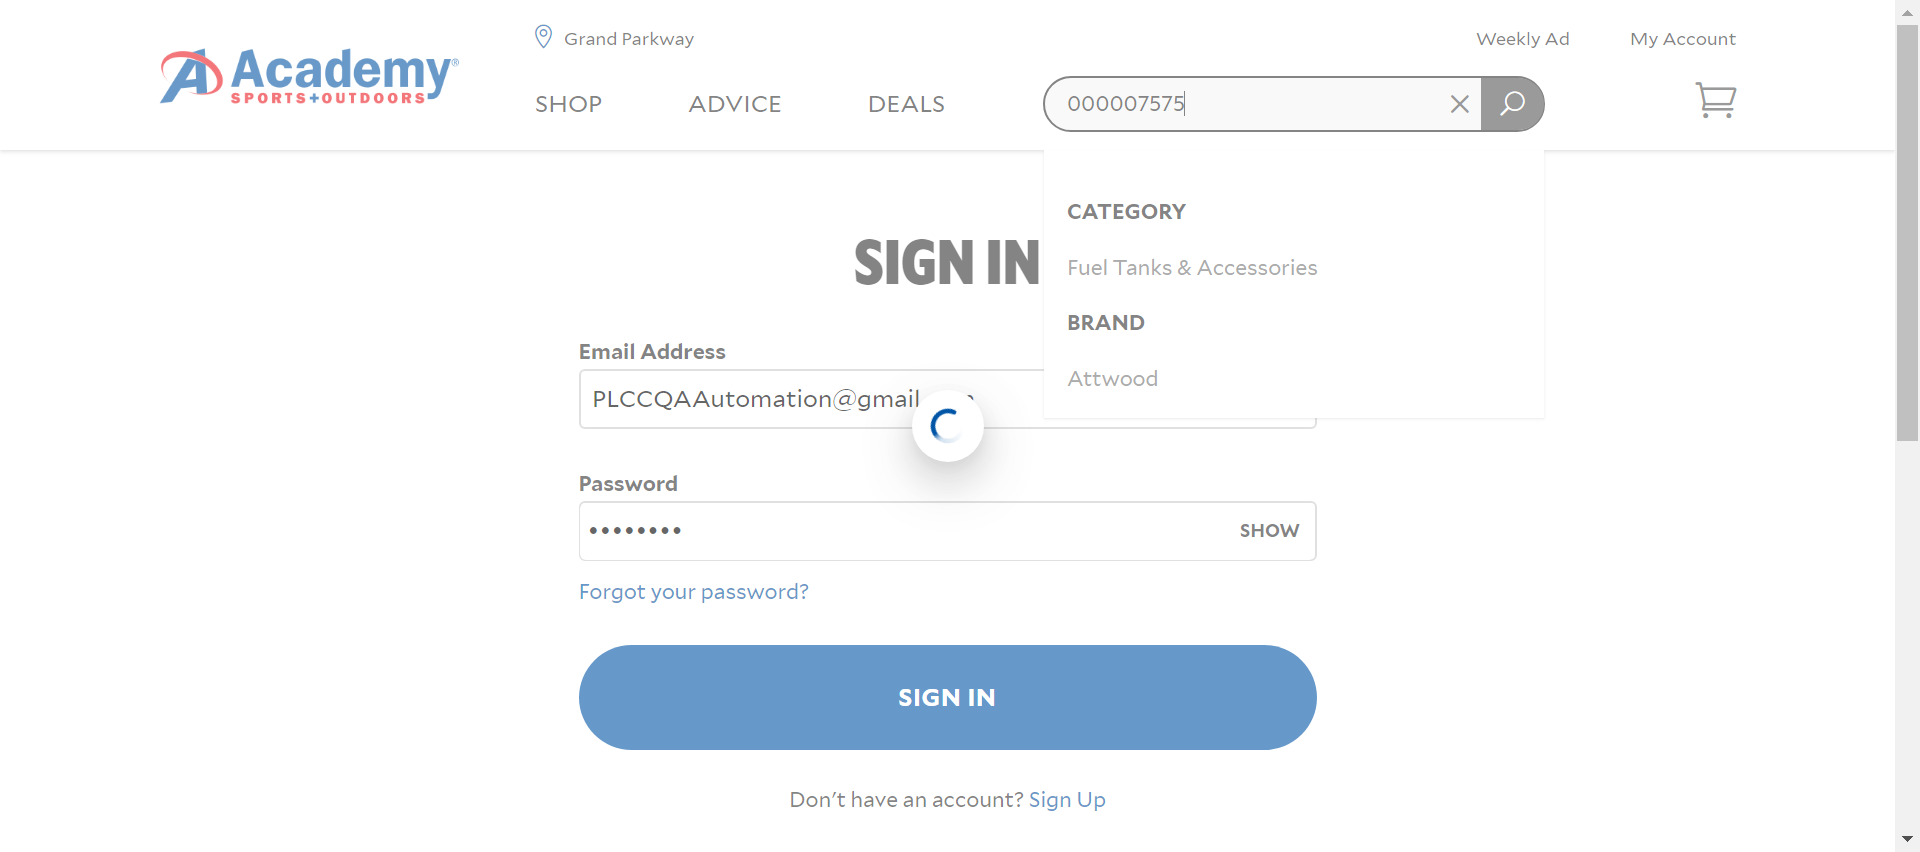 Grand Parkway
Weekly Ad
My Account
Academy®
SPORTS+OUTDOORS
SHOP
ADVICE
DEALS
000007575
CATEGORY
Fuel Tanks & Accessories
BRAND
Attwood
SIGN IN
Email Address
PLCCQAAutomation@gmail
Password
SHOW
Forgot your password?
SIGN IN
Don't have an account? Sign Up